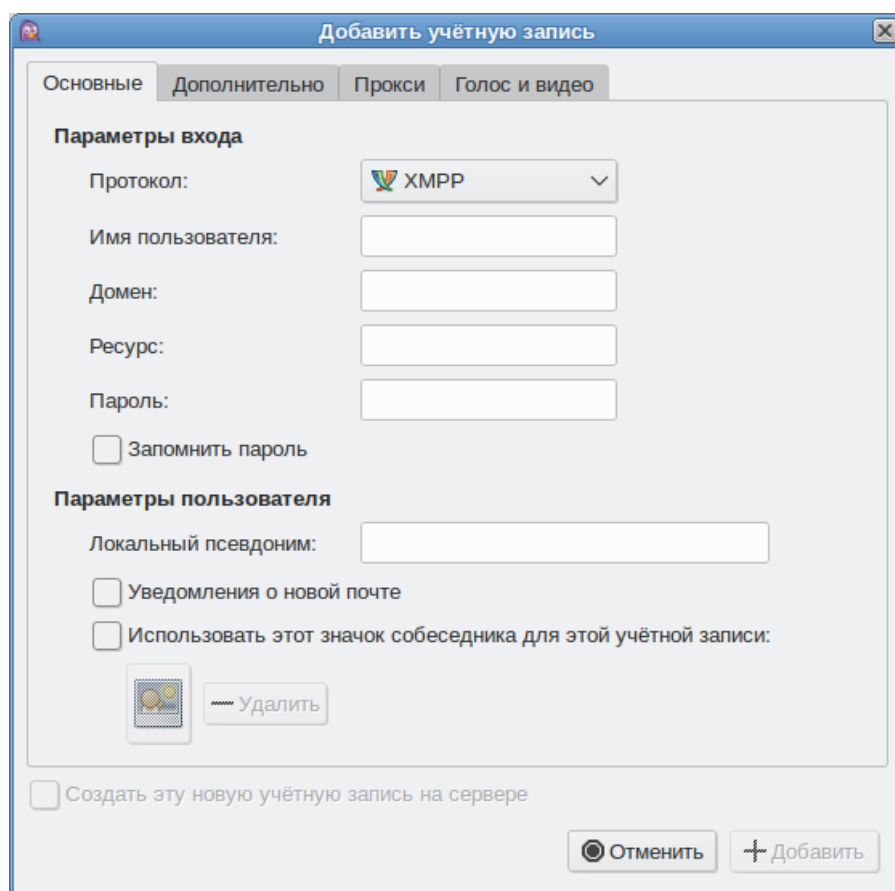 Добавить учётную запись
Основные Дополнительно Прокси Голос и видео
Параметры входа
Протокол: XMPP
Имя пользователя:
Домен:
Ресурс:
Пароль:
Запомнить пароль
Параметры пользователя
Локальный псевдоним:
Уведомления о новой почте
Использовать этот значок собеседника для этой учётной записи:
Удалить
Создать эту новую учётную запись на сервере
Отменить Добавить